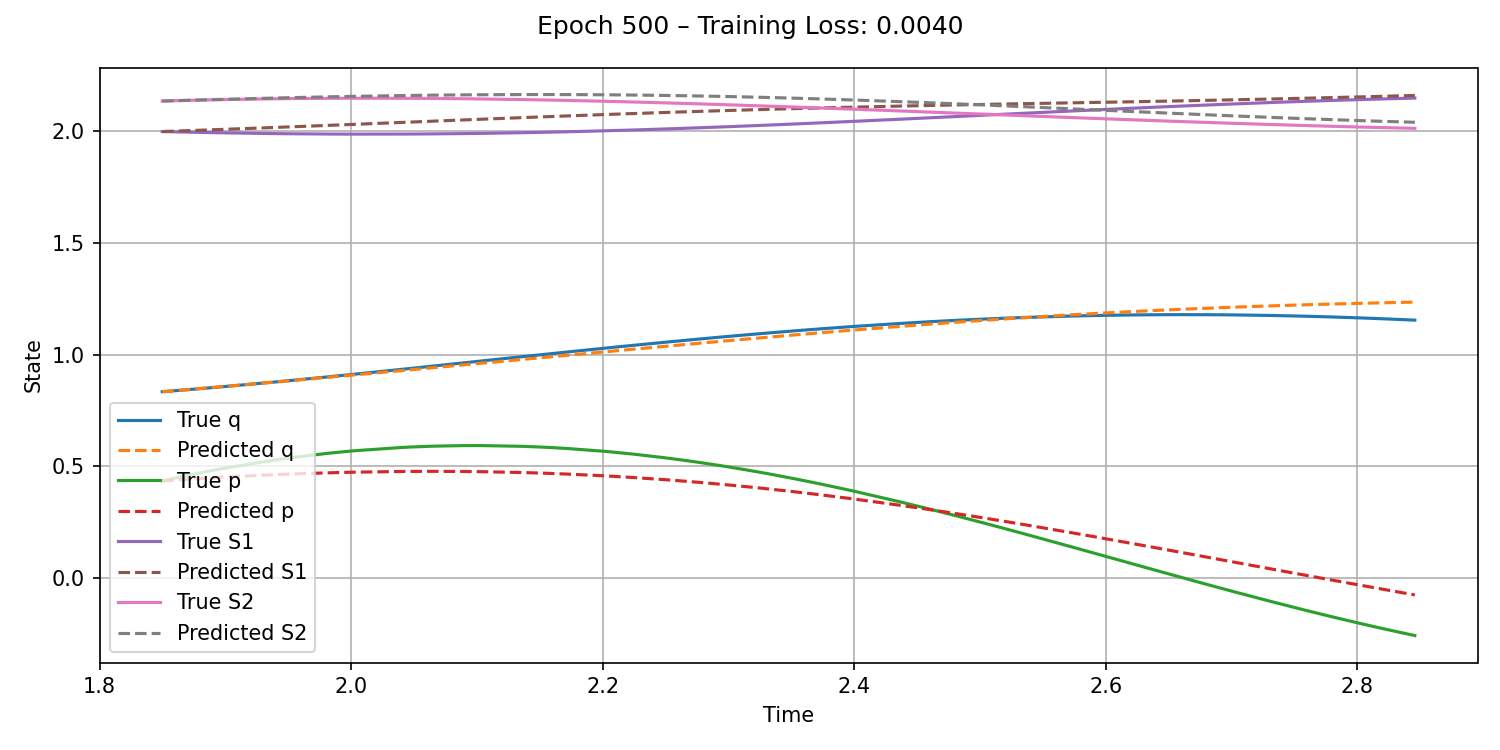 Epoch 500 – Training Loss: 0.0040
State
2.0
1.5
1.0
0.5
0.0
True q
Predicted q
True p
Predicted p
True S1
Predicted S1
True S2
Predicted S2
1.8 2.0 2.2 2.4 2.6 2.8
Time